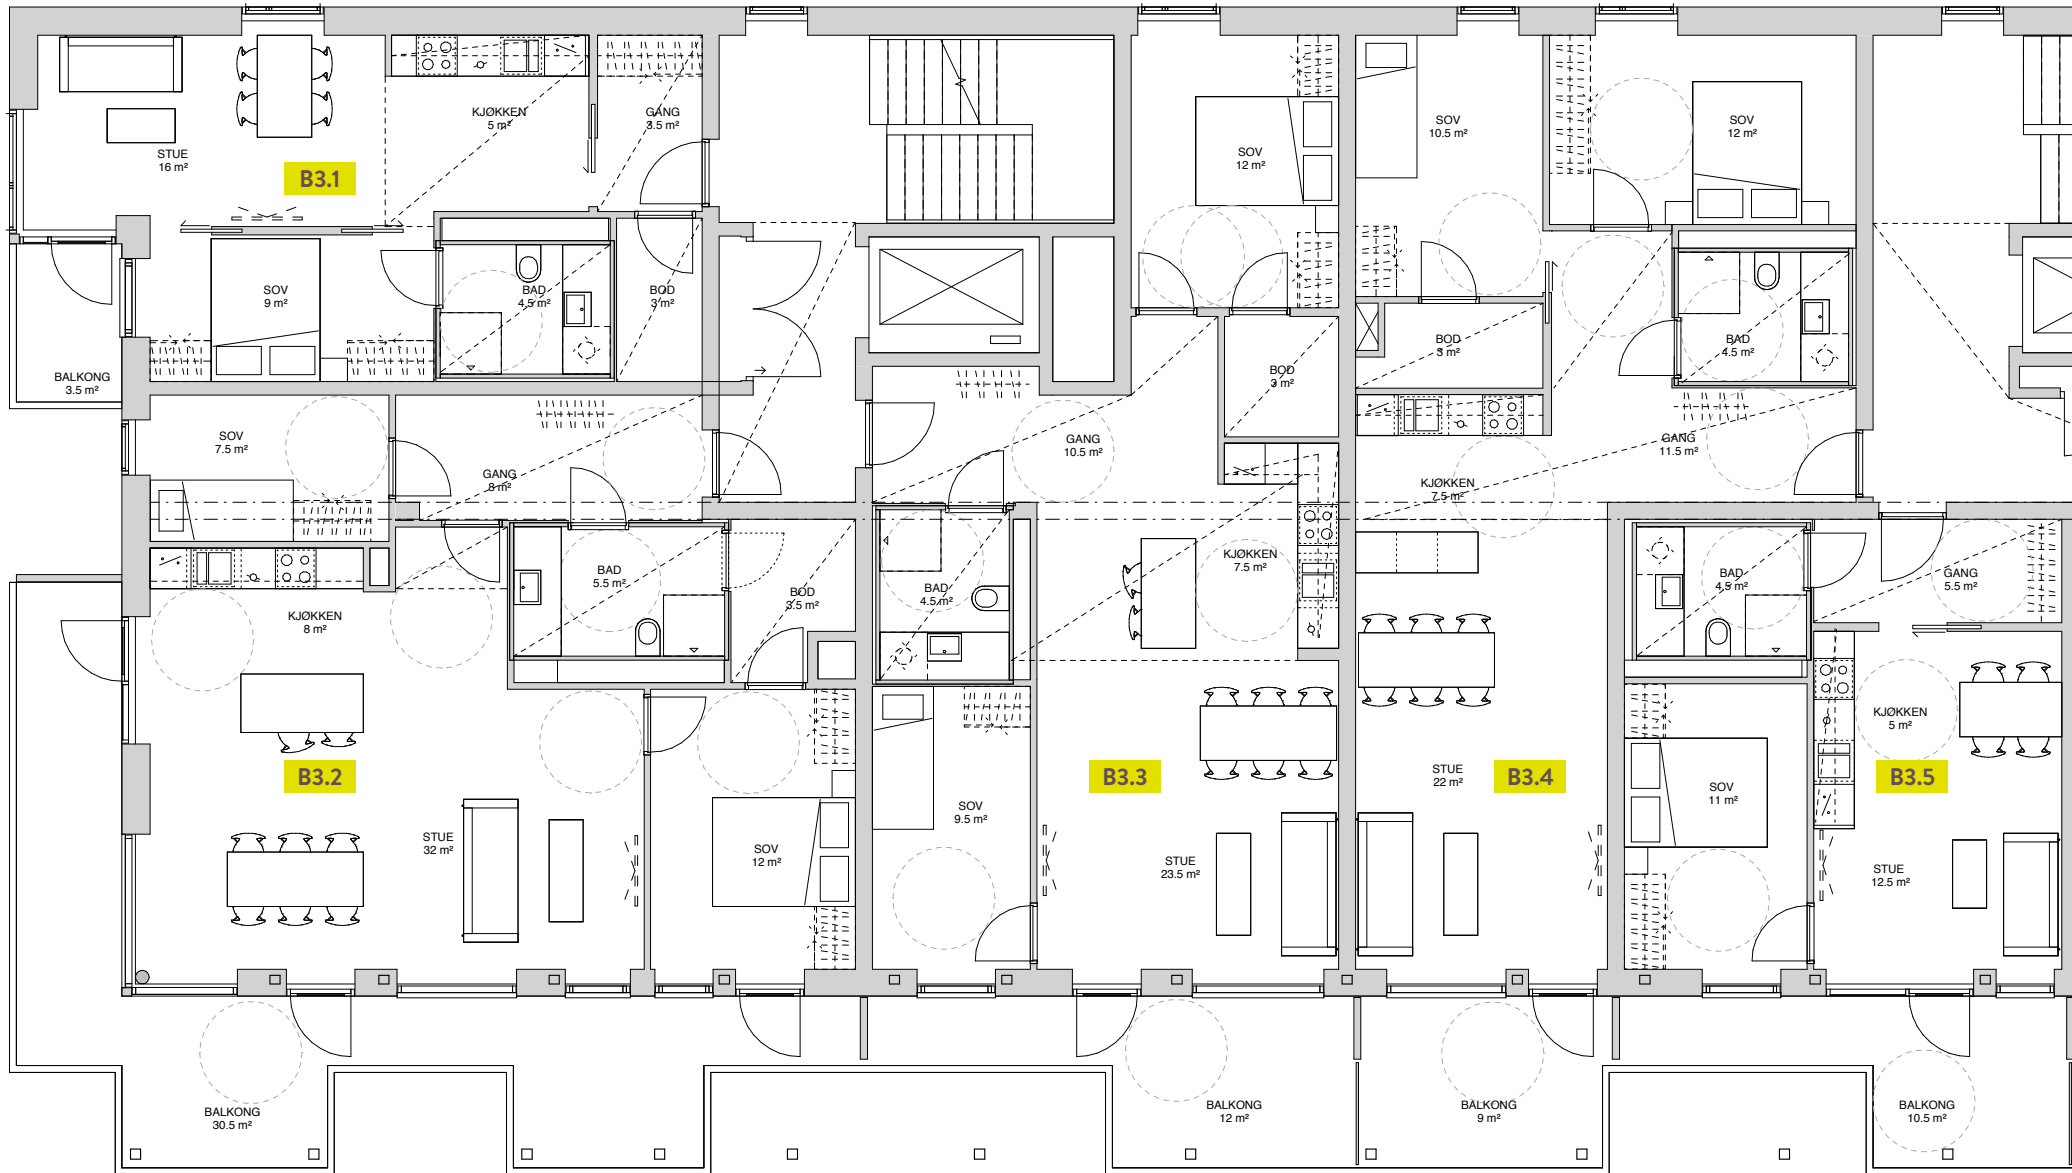 KJØKKEN
5 m²
GANG
3.5 m²
STUE
16 m²
B3.1
SOV
9 m²
BAD
4.5 m²
BOD
3 m²
BALKONG
3.5 m²
SOV
7.5 m²
GANG
8 m²
KJØKKEN
8 m²
BAD
5.5 m²
BOD
3.5 m²
B3.2
STUE
32 m²
SOV
12 m²
BALKONG
30.5 m²
SOV
12 m²
BOD
3 m²
GANG
10.5 m²
BAD
4.5 m²
KJØKKEN
7.5 m²
B3.3
SOV
9.5 m²
STUE
23.5 m²
BALKONG
12 m²
SOV
10.5 m²
SOV
12 m²
BOD
3 m²
BAD
4.5 m²
GANG
11.5 m²
KJØKKEN
7.5 m²
STUE
22 m²
B3.4
BALKONG
9 m²
BAD
4.5 m²
GANG
5.5 m²
KJØKKEN
5 m²
B3.5
SOV
11 m²
STUE
12.5 m²
BALKONG
10.5 m²